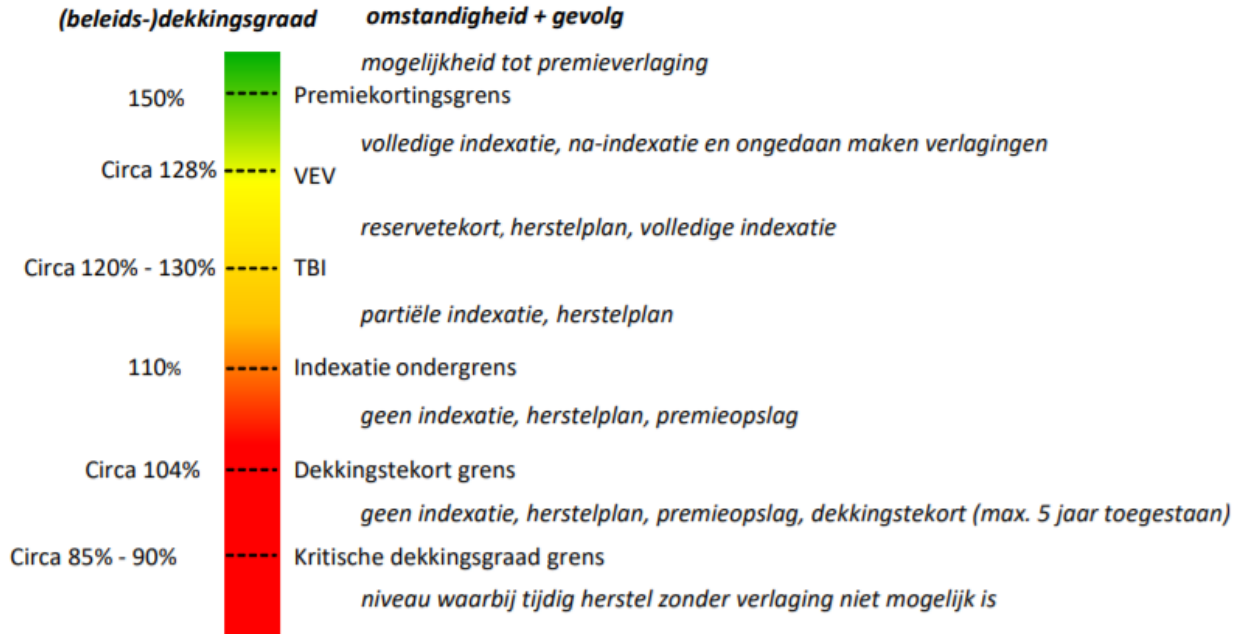 (beleids-)dekkingsgraad omstandigheid + gevolg
mogelijkheid tot premieverlaging
150% Premiekortingsgrens
volledige indexatie, na-indexatie en ongedaan maken verlagingen
Circa 128% VEV
reservetekort, herstelplan, volledige indexatie
Circa 120% - 130% TBI
partiële indexatie, herstelplan
110% Indexatie ondergrens
geen indexatie, herstelplan, premieopslag
Circa 104% Dekkingstekort grens
geen indexatie, herstelplan, premieopslag, dekkingstekort (max. 5 jaar toegestaan)
Circa 85% - 90% Kritische dekkingsgraad grens
niveau waarbij tijdig herstel zonder verlaging niet mogelijk is